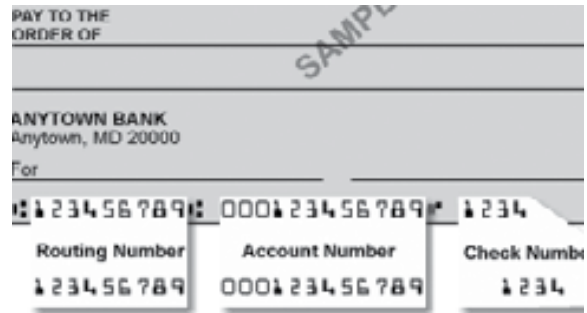 PAY TO THE
ORDER OF
SAMPLE
ANYTOWN BANK
Anytown, MD 20000
For
⑆123456789⑆ 000123456789⑈ 1234
Routing Number Account Number Check Numbe
123456789 000123456789 1234